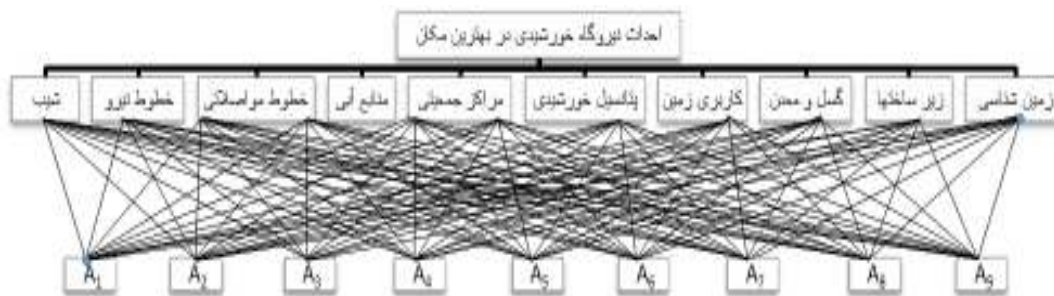 احداث نیروگاه خورشیدی در بهترین مکان
زمین شناسی زیر ساختها گسل و معدن کاربری زمین پتانسیل خورشیدی مراکز جمعیتی منابع آبی خطوط مواصلاتی خطوط نیرو شیب
A1 A2 A3 A4 A5 A6 A7 A8 A9